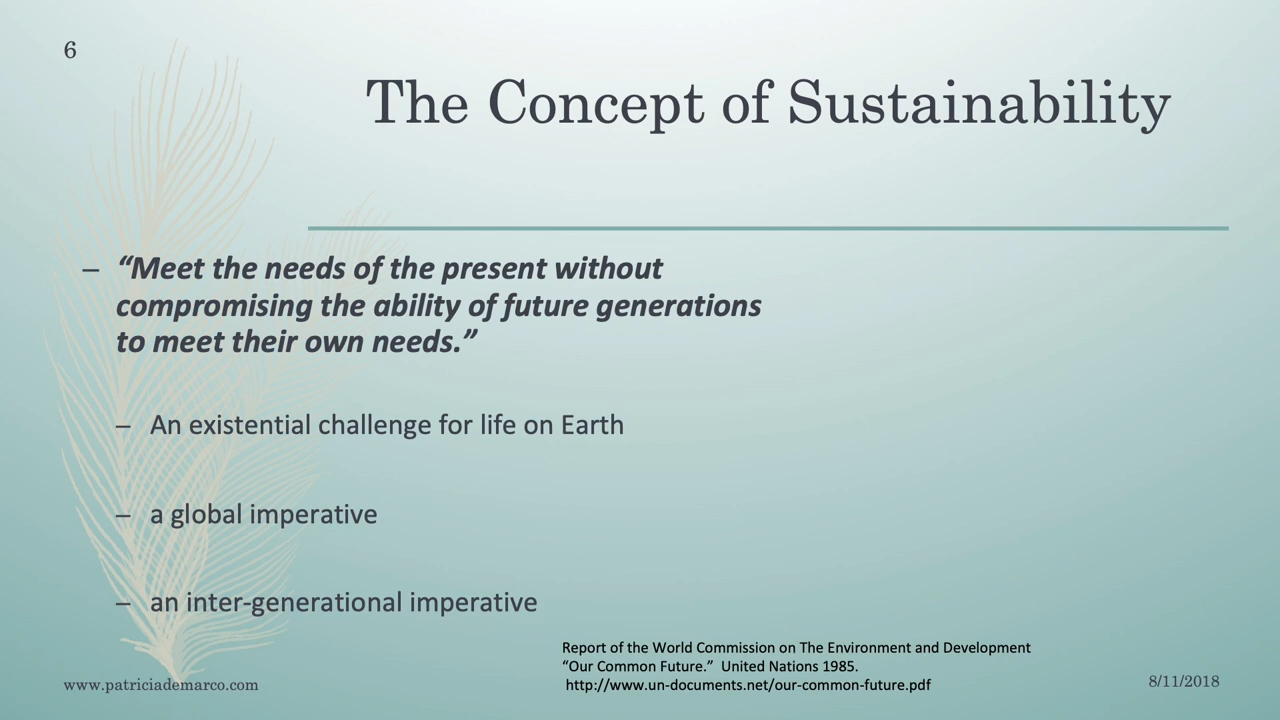 6
The Concept of Sustainability
– “Meet the needs of the present without
compromising the ability of future generations
to meet their own needs.”
– An existential challenge for life on Earth
– a global imperative
– an inter-generational imperative
Report of the World Commission on The Environment and Development
“Our Common Future.” United Nations 1985.
http://www.un-documents.net/our-common-future.pdf
www.patriciademarco.com
8/11/2018